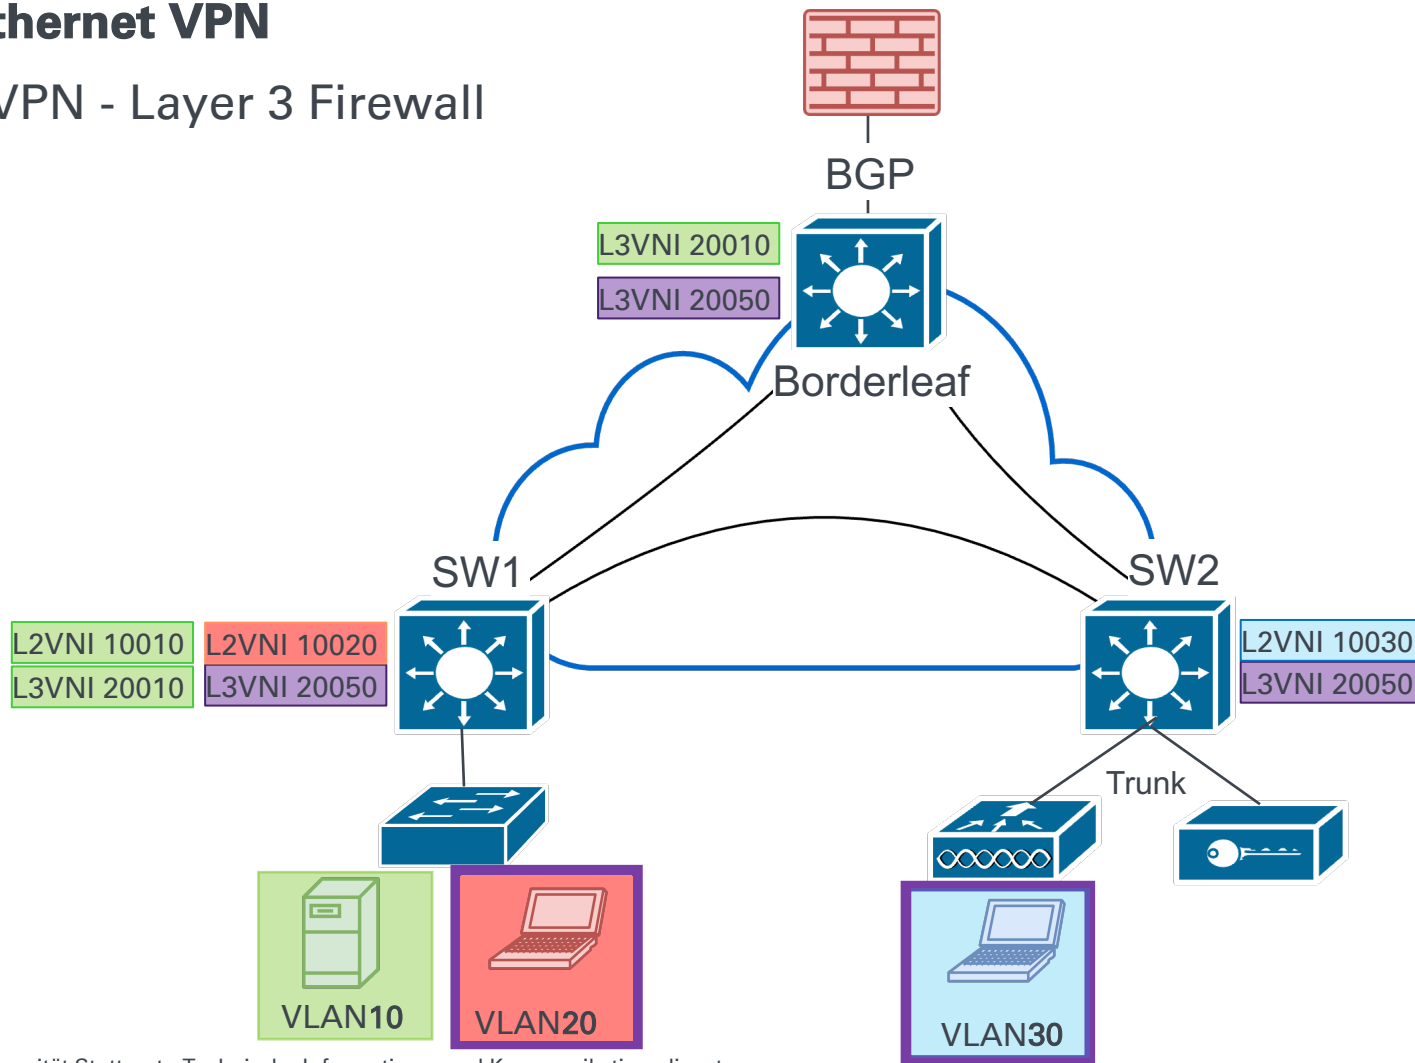 thernet VPN
VPN - Layer 3 Firewall
BGP
L3VNI 20010
L3VNI 20050
Borderleaf
SW1
SW2
L2VNI 10010
L2VNI 10020
L3VNI 20010
L3VNI 20050
L2VNI 10030
L3VNI 20050
Trunk
VLAN10
VLAN20
VLAN30